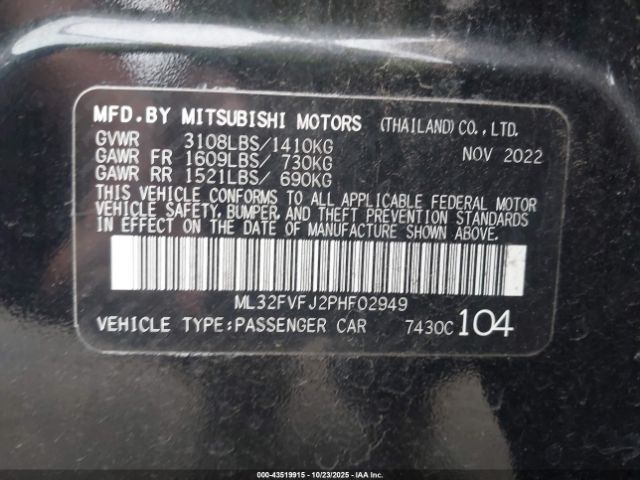 MFD.BY MITSUBISHI MOTORS (THAILAND)CO.,LTD.
GVWR 3108LBS/1410KG NOV 2022
GAWR FR 1609LBS/ 730KG
GAWR RR 1521LBS/ 690KG
THIS VEHICLE CONFORMS TO ALL APPLICABLE FEDERAL MOTOR
VEHICLE SAFETY, BUMPER, AND THEFT PREVENTION STANDARDS
IN EFFECT ON THE DATE OF MANUFACTURE SHOWN ABOVE.
ML32FVFJ2PHF02949
VEHICLE TYPE:PASSENGER CAR 7430C 104
000-43519915 - 10/23/2025 - IAA Inc.